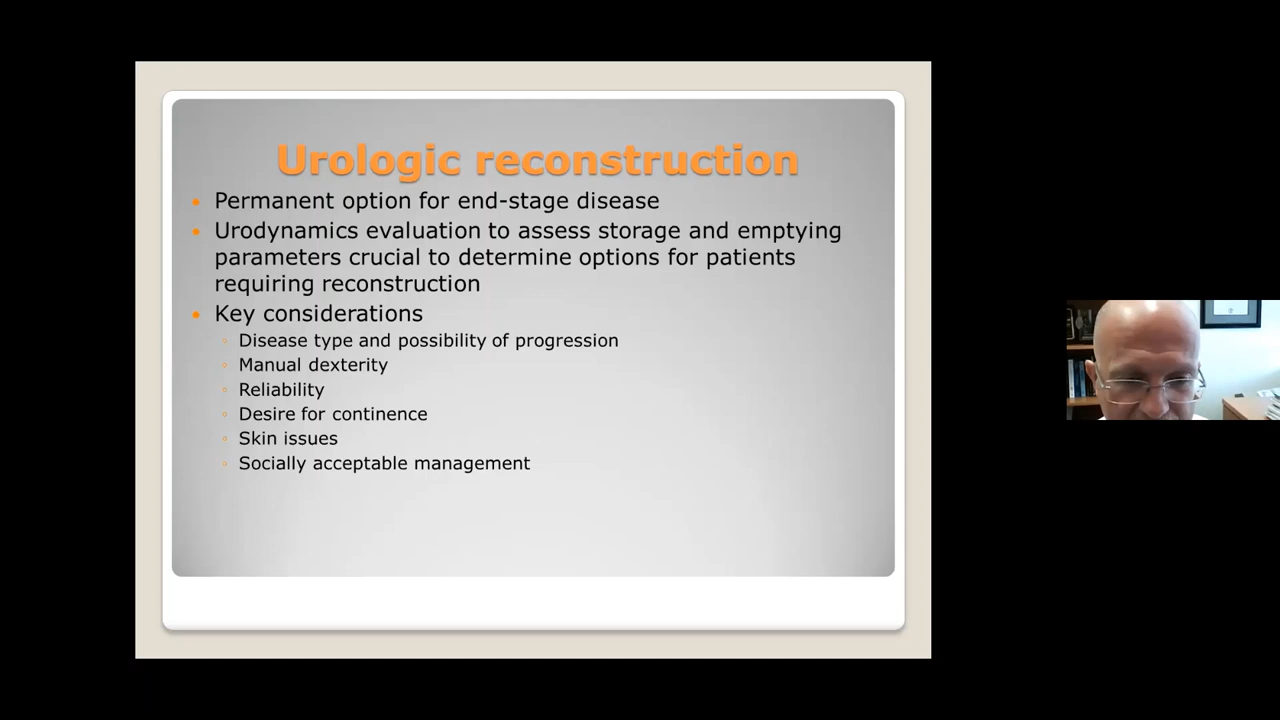 Urologic reconstruction
• Permanent option for end-stage disease
• Urodynamics evaluation to assess storage and emptying
parameters crucial to determine options for patients
requiring reconstruction
• Key considerations
◦ Disease type and possibility of progression
◦ Manual dexterity
◦ Reliability
◦ Desire for continence
◦ Skin issues
◦ Socially acceptable management